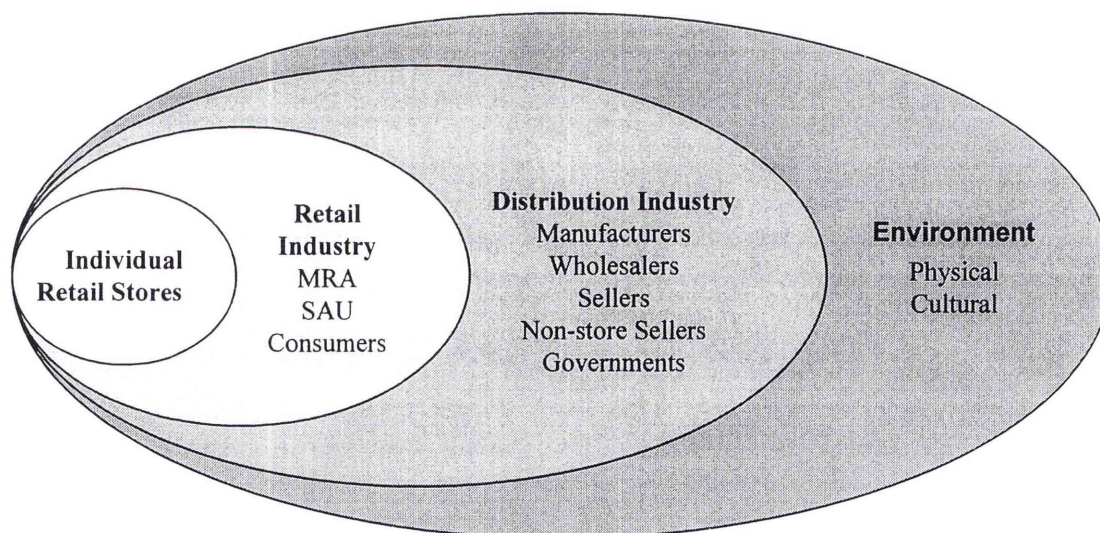 Individual
Retail Stores
Retail
Industry
MRA
SAU
Consumers
Distribution Industry
Manufacturers
Wholesalers
Sellers
Non-store Sellers
Governments
Environment
Physical
Cultural